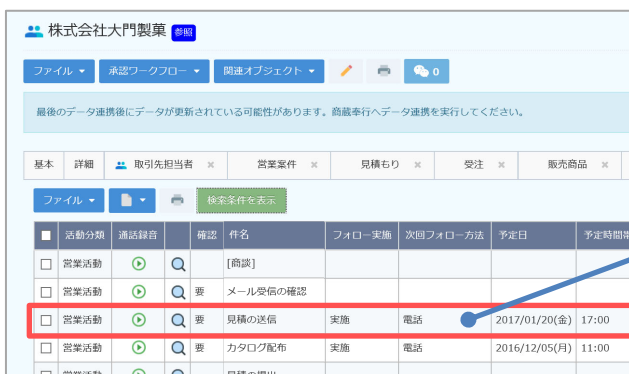 株式会社大門製菓 参照
ファイル 承認ワークフロー 関連オブジェクト 0
最後のデータ連携後にデータが更新されている可能性があります。商蔵奉行へデータ連携を実行してください。
基本 詳細 取引先担当者 × 営業案件 × 見積もり × 受注 × 販売商品 ×
ファイル 検索条件を表示
活動分類 通話録音 確認 件名 フォロー実施 次回フォロー方法 予定日 予定時間帯
営業活動 [商談]
営業活動 要 メール受信の確認
営業活動 要 見積の送信 実施 電話 2017/01/20(金) 17:00
営業活動 要 カタログ配布 実施 電話 2016/12/05(月) 11:00